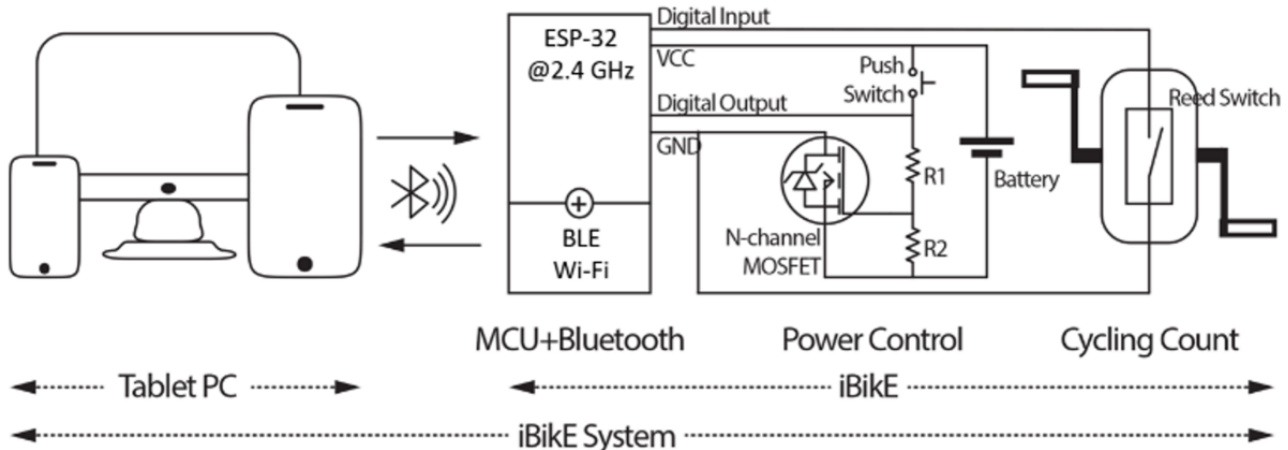 ESP-32
@2.4 GHz
BLE
Wi-Fi
Digital Input
VCC
Push
Switch
Digital Output
GND
R1
R2
N-channel
MOSFET
Battery
Reed Switch
MCU+Bluetooth
Power Control
Cycling Count
Tablet PC
iBikE
iBikE System